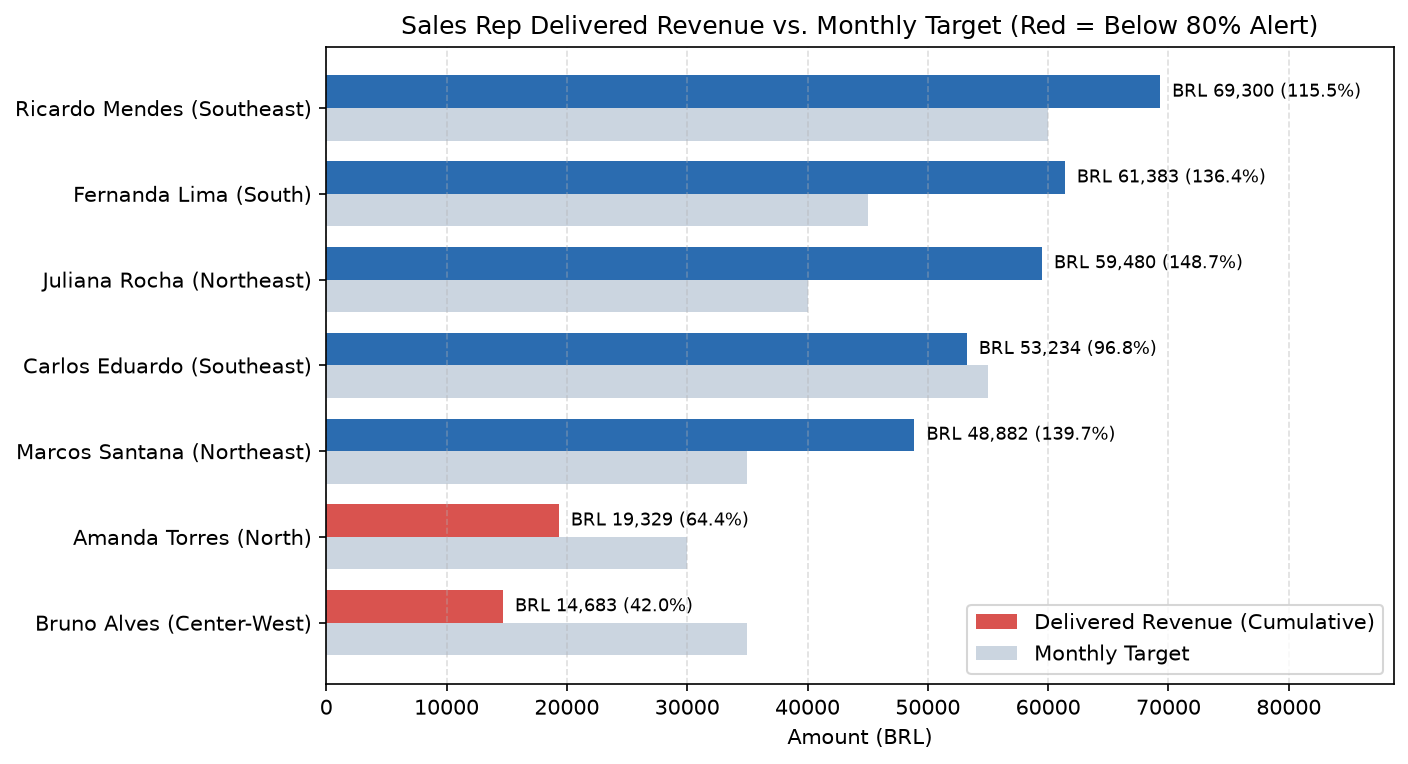 Sales Rep Delivered Revenue vs. Monthly Target (Red = Below 80% Alert)
Ricardo Mendes (Southeast) BRL 69,300 (115.5%)
Fernanda Lima (South) BRL 61,383 (136.4%)
Juliana Rocha (Northeast) BRL 59,480 (148.7%)
Carlos Eduardo (Southeast) BRL 53,234 (96.8%)
Marcos Santana (Northeast) BRL 48,882 (139.7%)
Amanda Torres (North) BRL 19,329 (64.4%)
Bruno Alves (Center-West) BRL 14,683 (42.0%)
Delivered Revenue (Cumulative)
Monthly Target
0 10000 20000 30000 40000 50000 60000 70000 80000
Amount (BRL)